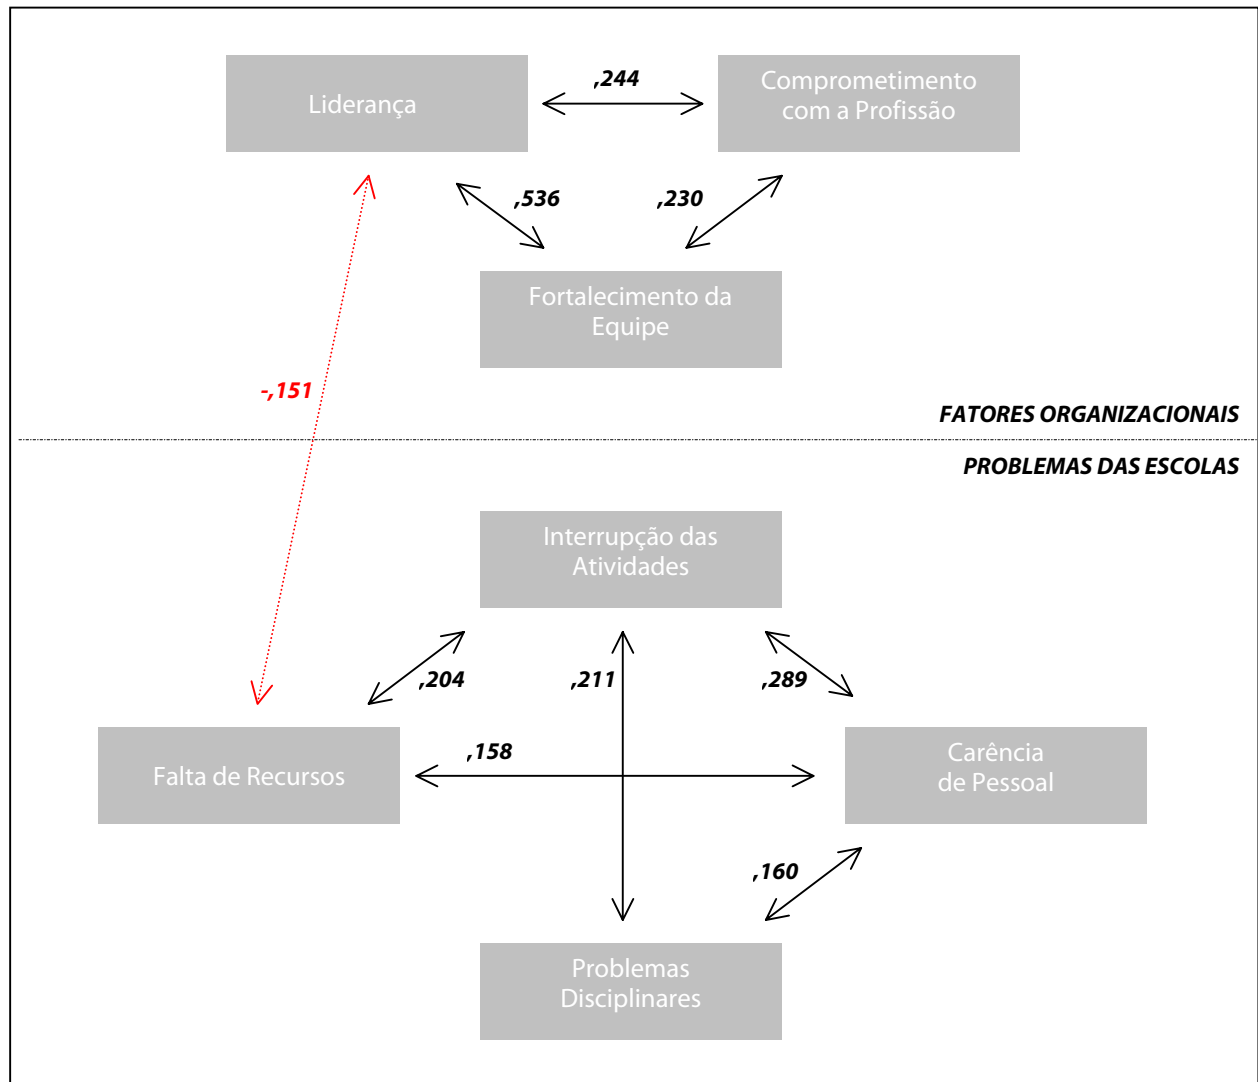 ,244
Liderança
Comprometimento
com a Profissão
,536
,230
Fortalecimento da
Equipe
-,151
FATORES ORGANIZACIONAIS
PROBLEMAS DAS ESCOLAS
Interrupção das
Atividades
,204
,211
,289
,158
Falta de Recursos
Carência
de Pessoal
,160
Problemas
Disciplinares